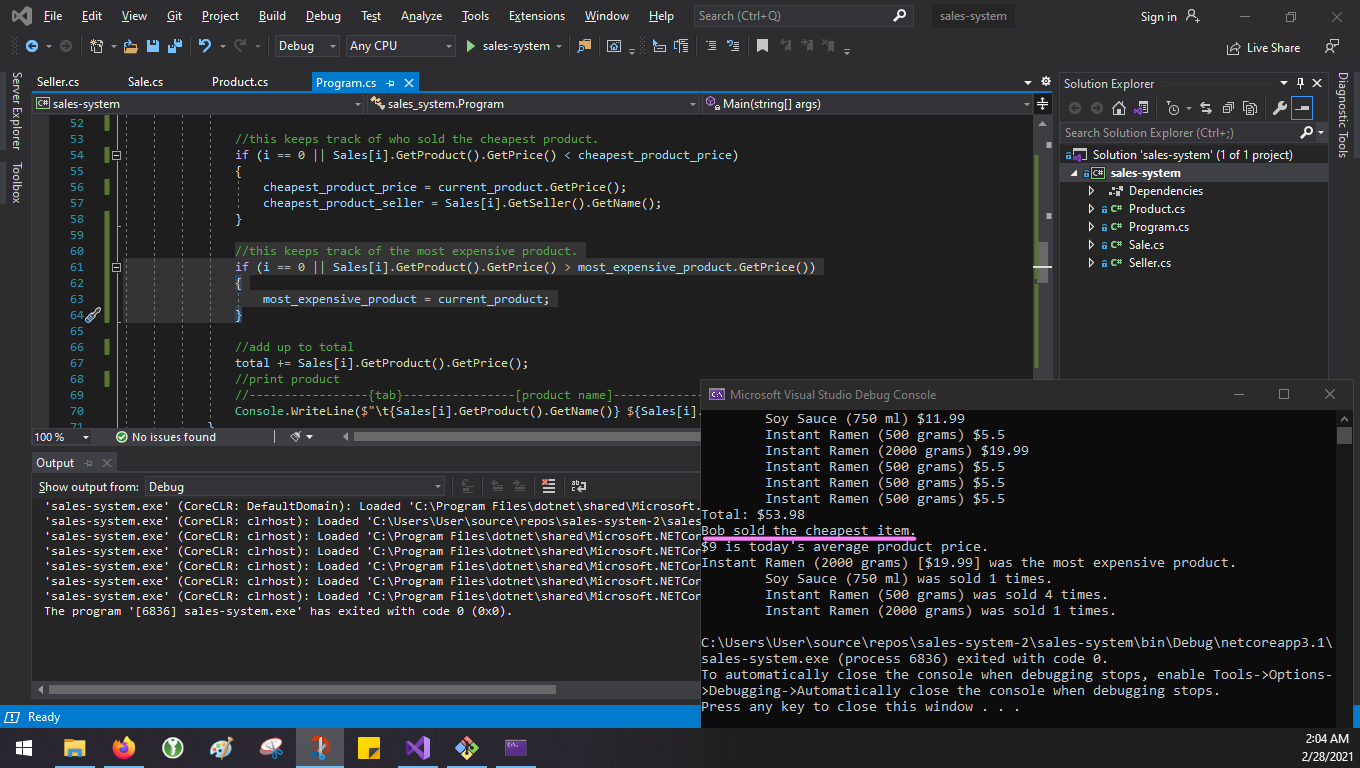 File Edit View Git Project Build Debug Test Analyze Tools Extensions Window Help Search (Ctrl+Q) sales-system Sign in
Debug Any CPU sales-system Live Share
Server Explorer
Toolbox
Seller.cs Sale.cs Product.cs Program.cs
C# sales-system sales_system.Program Main(string[] args)
52
53 //this keeps track of who sold the cheapest product.
54 if (i == 0 || Sales[i].GetProduct().GetPrice() < cheapest_product_price)
55 {
56 cheapest_product_price = current_product.GetPrice();
57 cheapest_product_seller = Sales[i].GetSeller().GetName();
58 }
59
60 //this keeps track of the most expensive product.
61 if (i == 0 || Sales[i].GetProduct().GetPrice() > most_expensive_product.GetPrice())
62 {
63 most_expensive_product = current_product;
64 }
65
66 //add up to total
67 total += Sales[i].GetProduct().GetPrice();
68 //print product
69 //-----------------{tab}----------------[product name]------------
70 Console.WriteLine($"\t{Sales[i].GetProduct().GetName()} ${Sales[i].
71 }
100 % No issues found
Output
Show output from: Debug
'sales-system.exe' (CoreCLR: DefaultDomain): Loaded 'C:\Program Files\dotnet\shared\Microsoft.
'sales-system.exe' (CoreCLR: clrhost): Loaded 'C:\Users\User\source\repos\sales-system-2\sales
'sales-system.exe' (CoreCLR: clrhost): Loaded 'C:\Program Files\dotnet\shared\Microsoft.NETCor
'sales-system.exe' (CoreCLR: clrhost): Loaded 'C:\Program Files\dotnet\shared\Microsoft.NETCor
'sales-system.exe' (CoreCLR: clrhost): Loaded 'C:\Program Files\dotnet\shared\Microsoft.NETCor
'sales-system.exe' (CoreCLR: clrhost): Loaded 'C:\Program Files\dotnet\shared\Microsoft.NETCor
'sales-system.exe' (CoreCLR: clrhost): Loaded 'C:\Program Files\dotnet\shared\Microsoft.NETCor
The program '[6836] sales-system.exe' has exited with code 0 (0x0).
Solution Explorer
Search Solution Explorer (Ctrl+;)
Solution 'sales-system' (1 of 1 project)
C# sales-system
Dependencies
C# Product.cs
C# Program.cs
C# Sale.cs
C# Seller.cs
Diagnostic Tools
Microsoft Visual Studio Debug Console
Soy Sauce (750 ml) $11.99
Instant Ramen (500 grams) $5.5
Instant Ramen (2000 grams) $19.99
Instant Ramen (500 grams) $5.5
Instant Ramen (500 grams) $5.5
Instant Ramen (500 grams) $5.5
Total: $53.98
Bob sold the cheapest item.
$9 is today's average product price.
Instant Ramen (2000 grams) [$19.99] was the most expensive product.
Soy Sauce (750 ml) was sold 1 times.
Instant Ramen (500 grams) was sold 4 times.
Instant Ramen (2000 grams) was sold 1 times.
C:\Users\User\source\repos\sales-system-2\sales-system\bin\Debug\netcoreapp3.1\
sales-system.exe (process 6836) exited with code 0.
To automatically close the console when debugging stops, enable Tools->Options-
>Debugging->Automatically close the console when debugging stops.
Press any key to close this window . . .
Ready
2:04 AM
2/28/2021